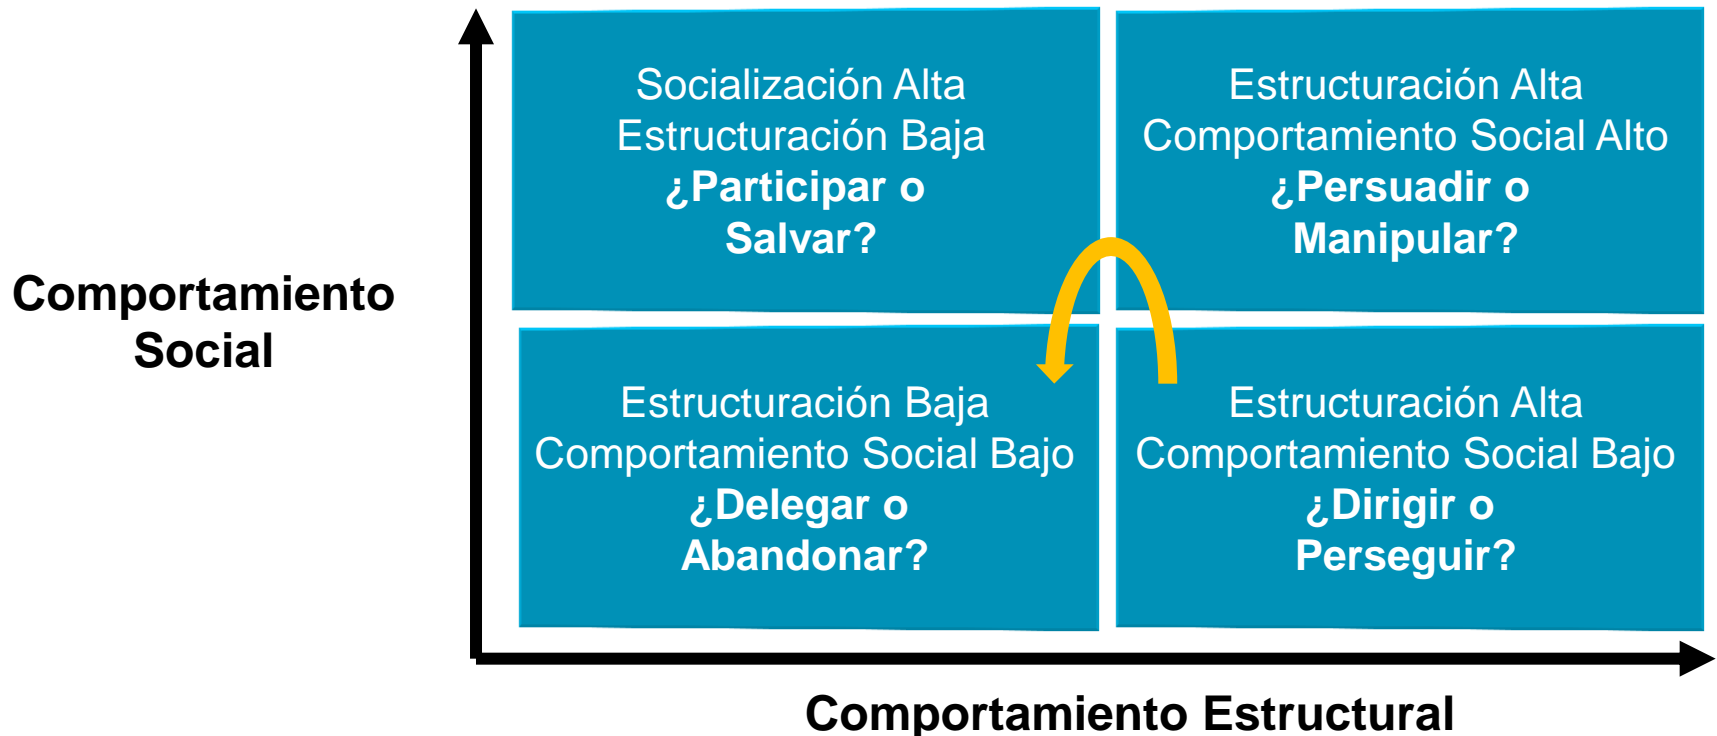 Socialización Alta
Estructuración Baja
¿Participar o
Salvar?
Estructuración Alta
Comportamiento Social Alto
¿Persuadir o
Manipular?
Comportamiento
Social
Estructuración Baja
Comportamiento Social Bajo
¿Delegar o
Abandonar?
Estructuración Alta
Comportamiento Social Bajo
¿Dirigir o
Perseguir?
Comportamiento Estructural